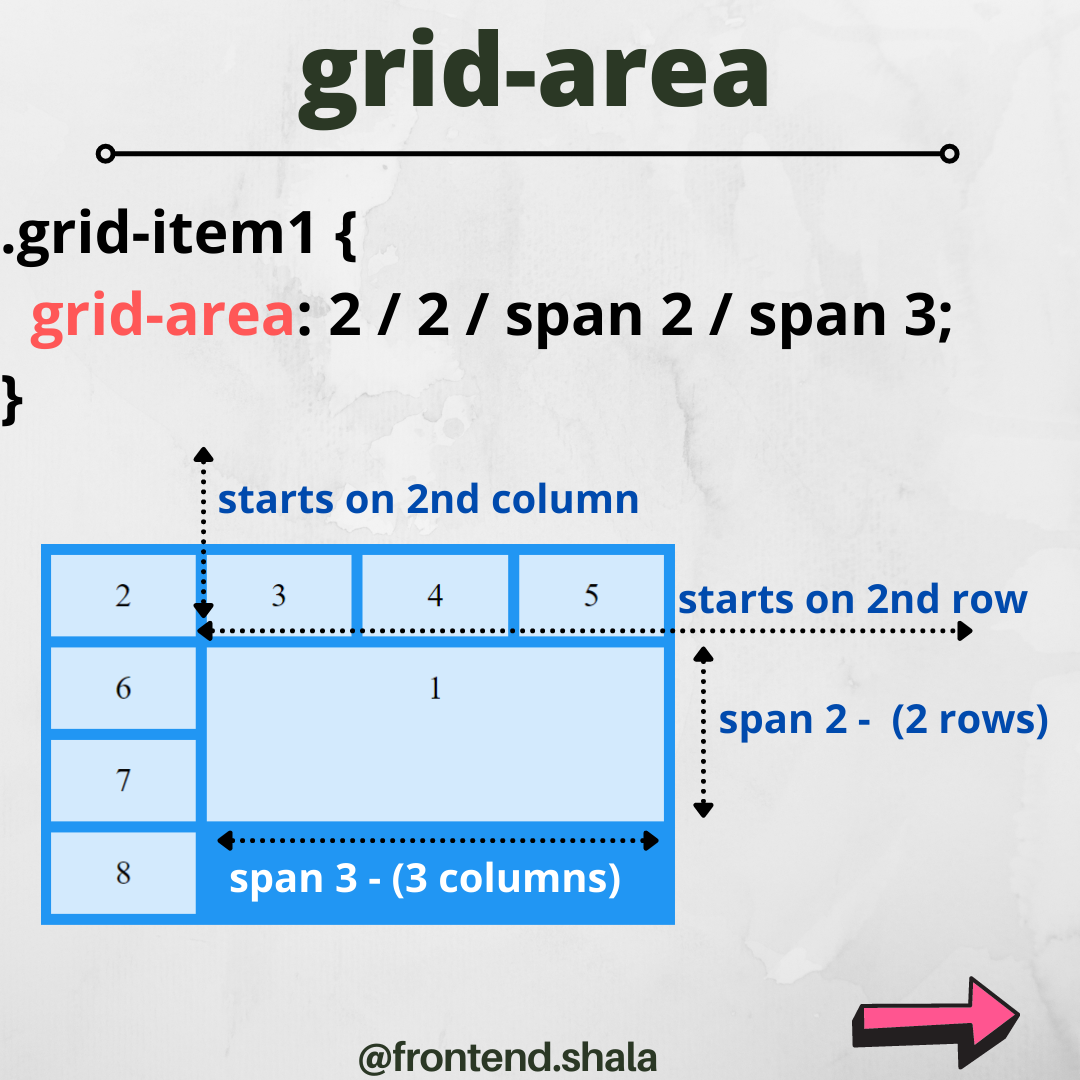 grid-area
.grid-item1 {
grid-area: 2 / 2 / span 2 / span 3;
}
starts on 2nd column
2 3 4 5
starts on 2nd row
6 1
span 2 - (2 rows)
7
8
span 3 - (3 columns)
@frontend.shala